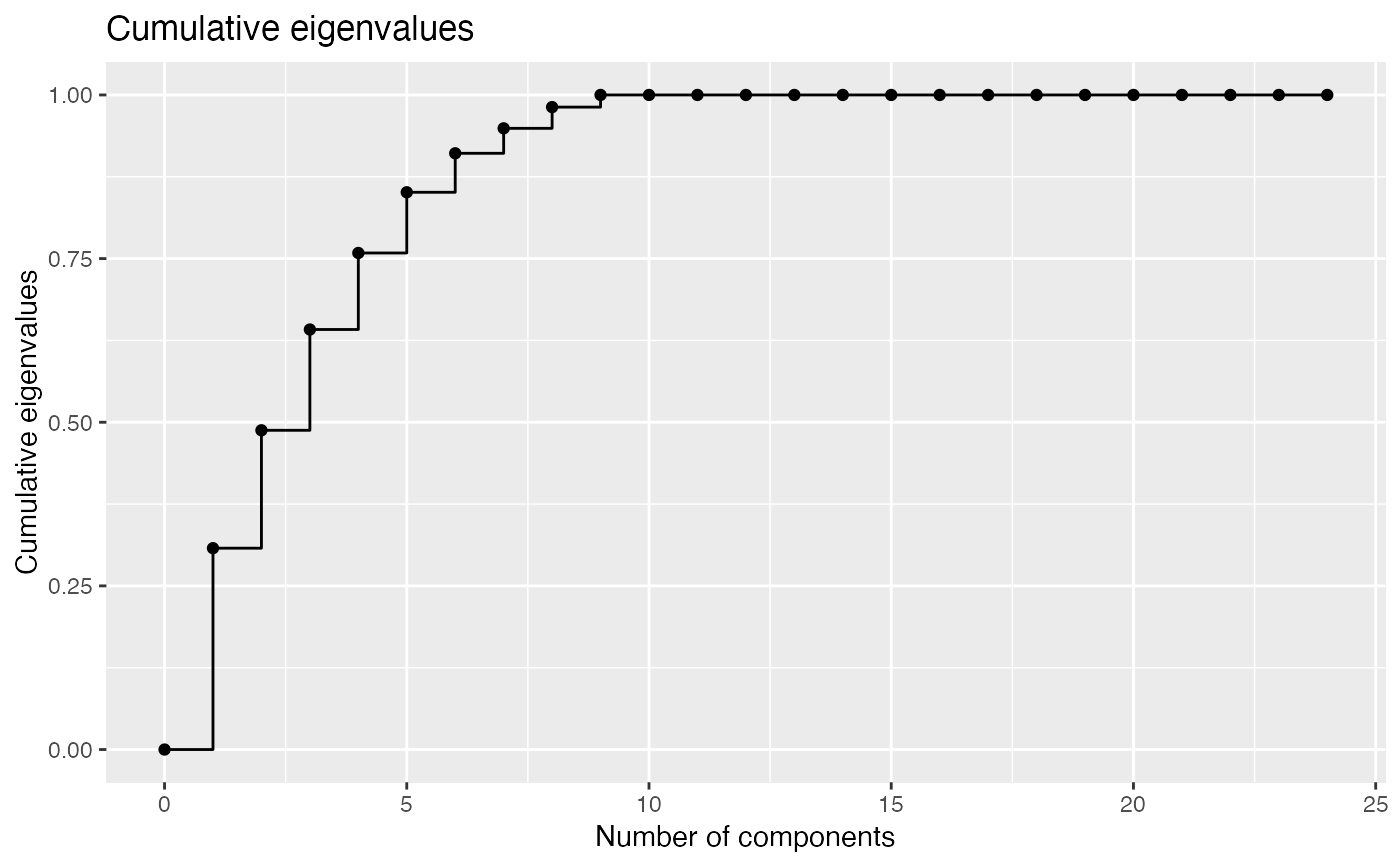 Cumulative eigenvalues
Cumulative eigenvalues
1.00
0.75
0.50
0.25
0.00
0 5 10 15 20 25
Number of components